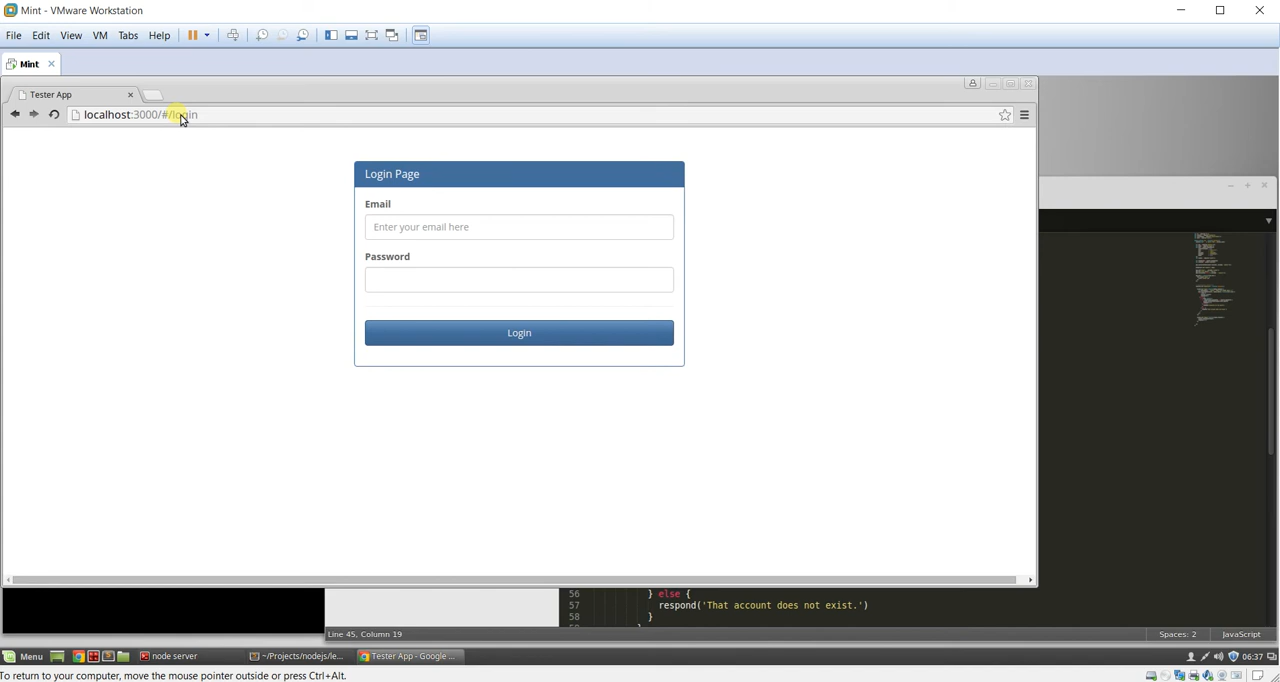 Mint - VMware Workstation
File Edit View VM Tabs Help
Mint
Tester App
localhost:3000/#/login
Login Page
Email
Enter your email here
Password
Login
56 } else {
57 respond('That account does not exist.')
58 }
Line 45, Column 19 Spaces: 2 JavaScript
Menu node server ~/Projects/nodejs/le... Tester App - Google ... 06:37
To return to your computer, move the mouse pointer outside or press Ctrl+Alt.